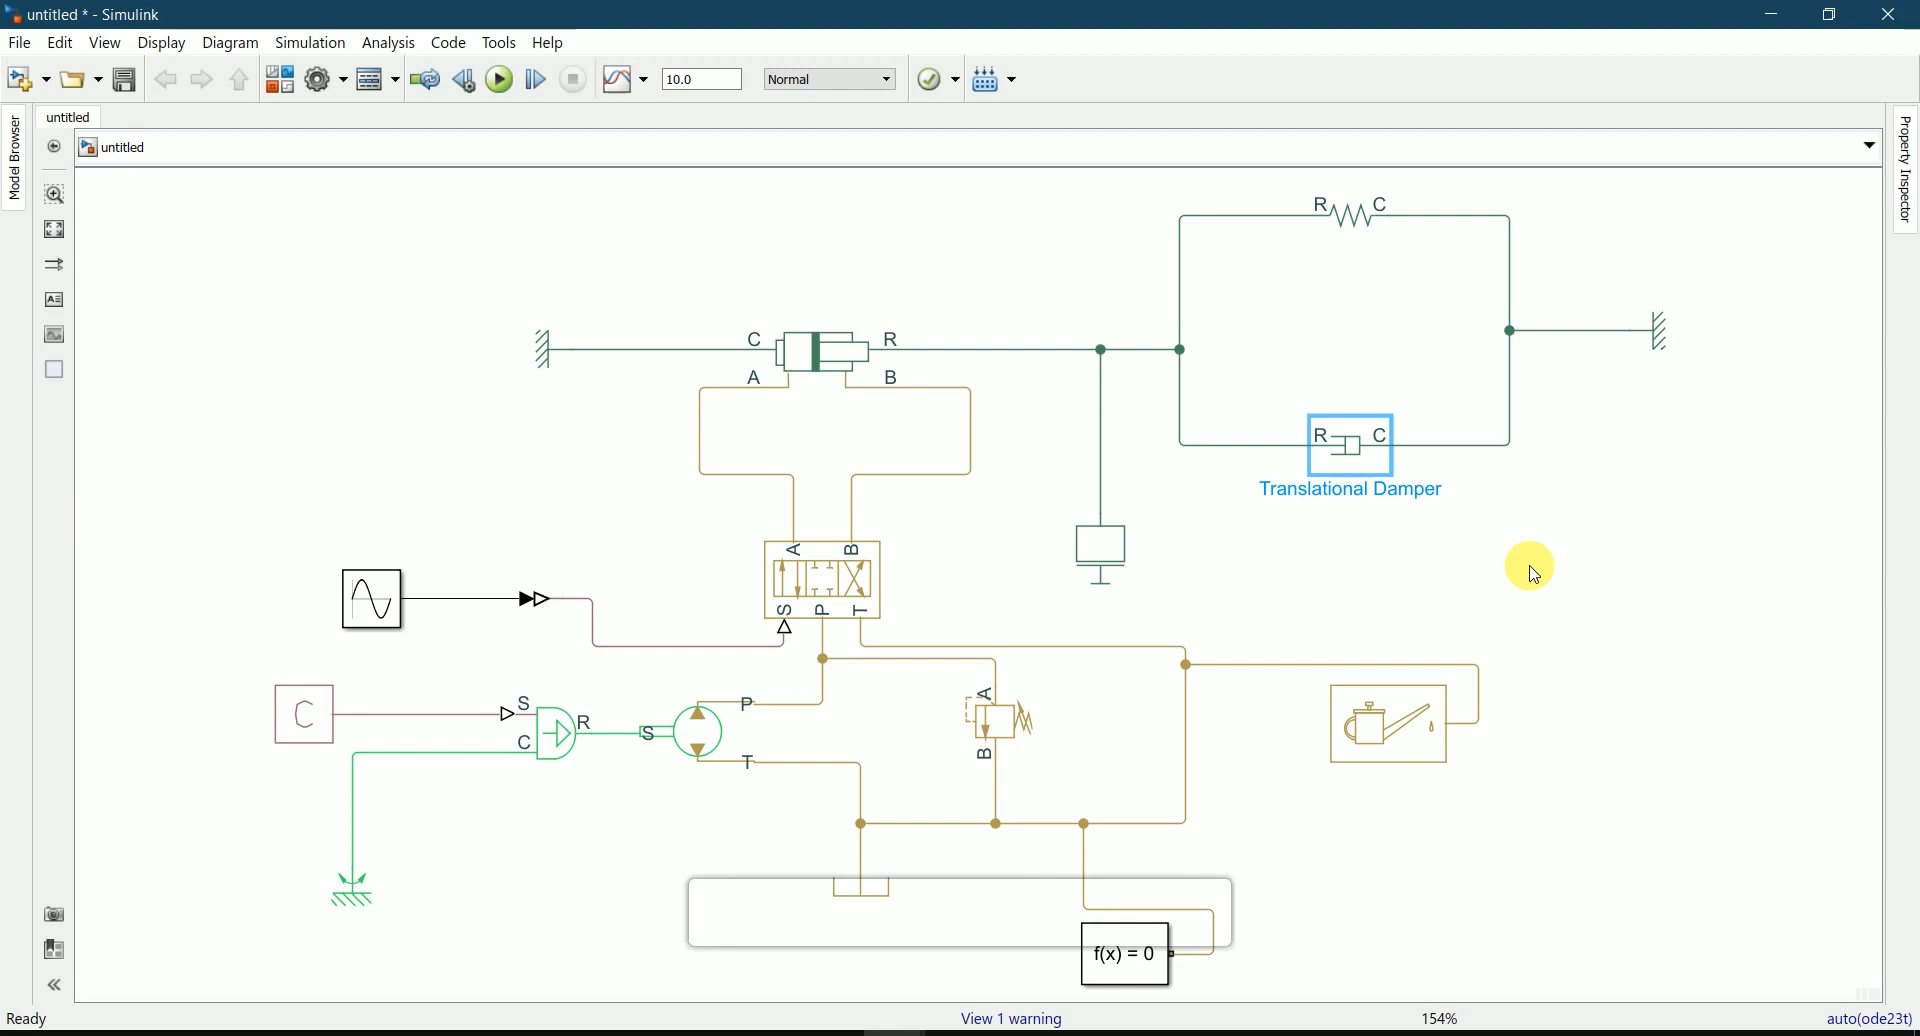 untitled * - Simulink
File Edit View Display Diagram Simulation Analysis Code Tools Help
10.0 Normal
Model Browser
untitled
untitled
Property Inspector
R C
C R
A B
R C
Translational Damper
A B
S P T
C
S
R
C
S
P
T
A
B
f(x) = 0
Ready
View 1 warning
154%
auto(ode23t)